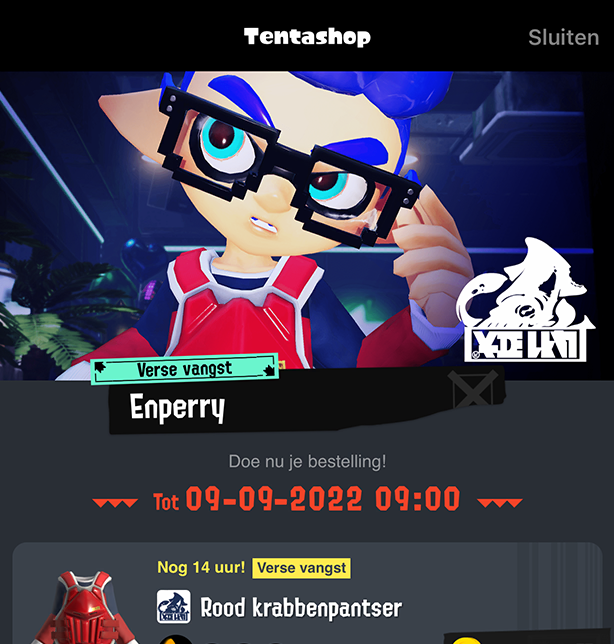 Tentashop
Sluiten
Verse vangst
Enperry
Doe nu je bestelling!
Tot 09-09-2022 09:00
Nog 14 uur! Verse vangst
Rood krabbenpantser